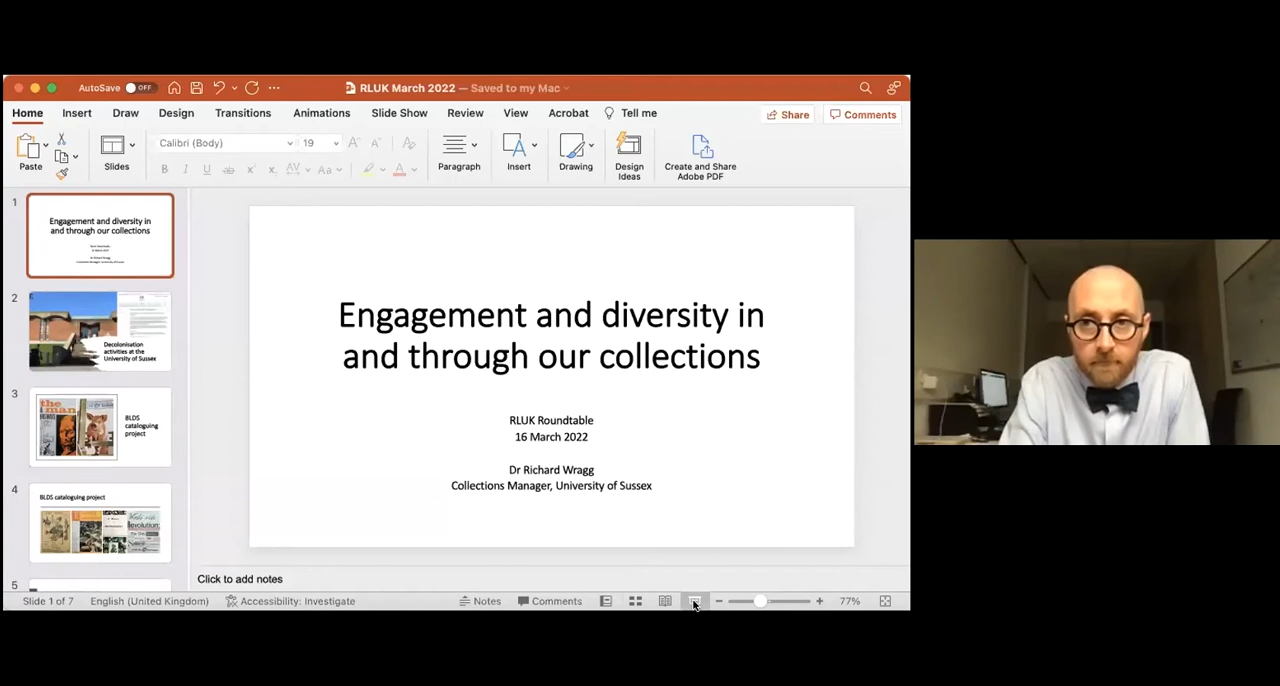 AutoSave OFF
RLUK March 2022 — Saved to my Mac
Home Insert Draw Design Transitions Animations Slide Show Review View Acrobat Tell me
Share Comments
Paste
Slides
Calibri (Body) 19
Paragraph
Insert
Drawing
Design
Ideas
Create and Share
Adobe PDF
1
Engagement and diversity in
and through our collections
2
Decolonisation
activities at the
University of Sussex
3
the
man
BLDS
cataloguing
project
4
BLDS cataloguing project
5
Engagement and diversity in
and through our collections
RLUK Roundtable
16 March 2022
Dr Richard Wragg
Collections Manager, University of Sussex
Click to add notes
Slide 1 of 7 English (United Kingdom) Accessibility: Investigate Notes Comments 77%